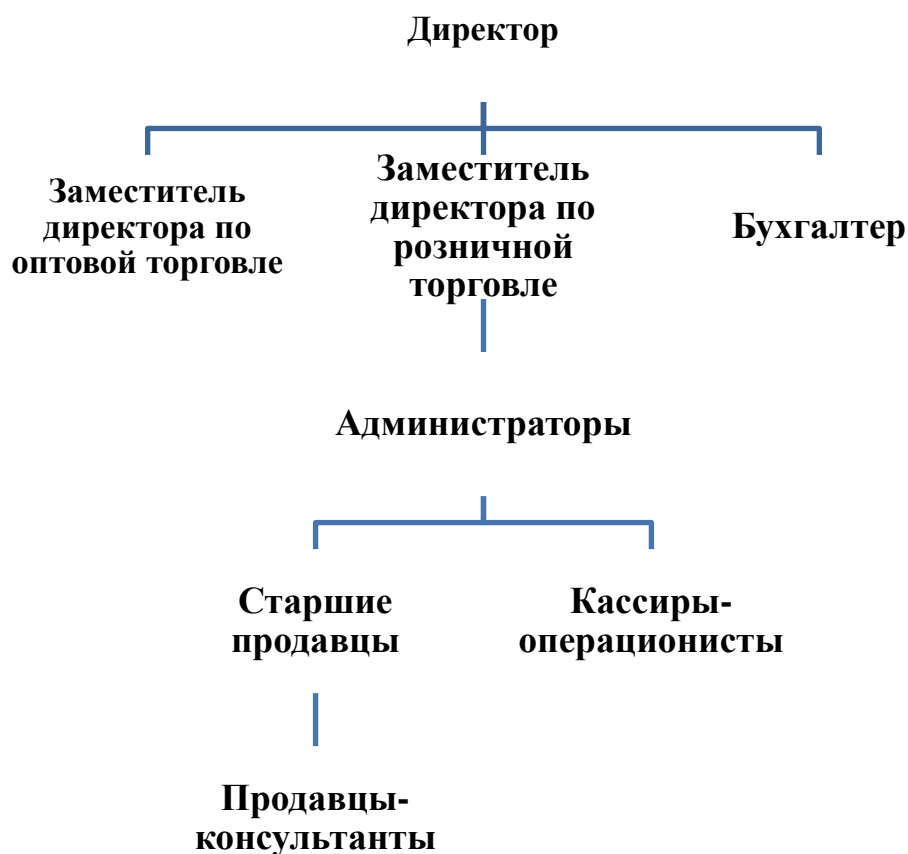 Директор
Заместитель
директора по
оптовой торговле
Заместитель
директора по
розничной
торговле
Бухгалтер
Администраторы
Старшие
продавцы
Кассиры-
операционисты
Продавцы-
консультанты